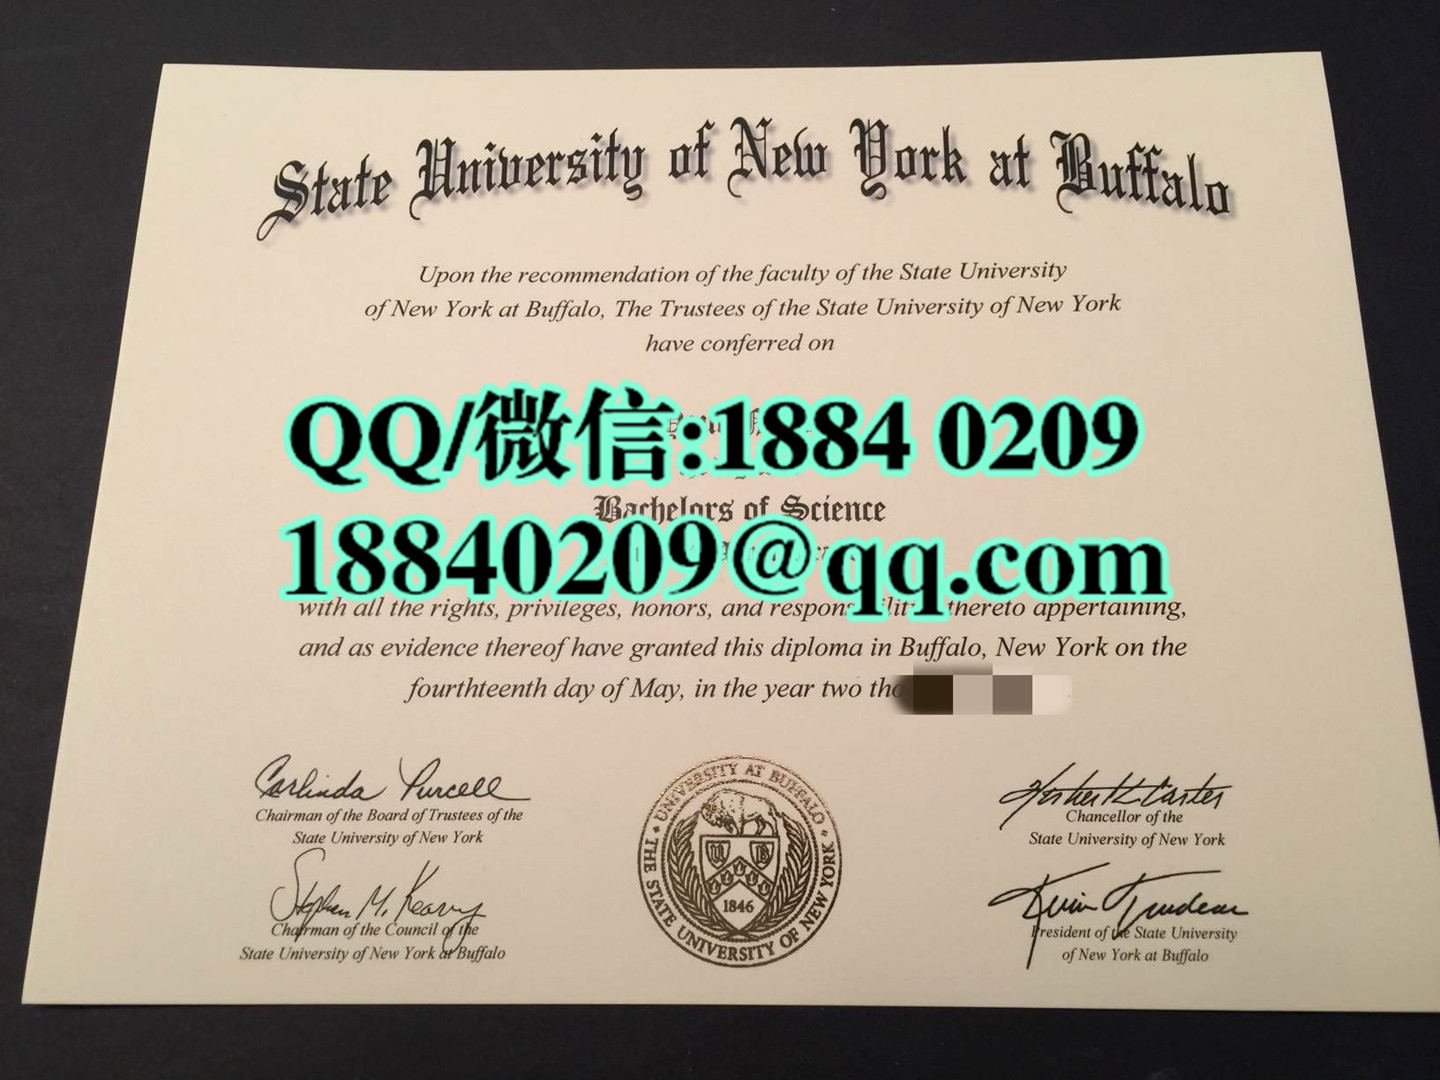 State University of New York at Buffalo
Upon the recommendation of the faculty of the State University
of New York at Buffalo, The Trustees of the State University of New York
have conferred on
QQ/微信:1884 0209
Bachelors of Science
18840209@qq.com
with all the rights, privileges, honors, and thereto appertaining,
and as evidence thereof have granted this diploma in Buffalo, New York on the
fourthteenth day of May, in the year two
Carlinda Purcell
Chairman of the Board of Trustees of the
State University of New York
Stephen M. Kearny
Chairman of the Council of the
State University of New York at Buffalo
THE STATE UNIVERSITY OF NEW YORK
UNIVERSITY AT BUFFALO
U B
1846
Chancellor of the
State University of New York
Kevin Trudeau
President of the State University
of New York at Buffalo